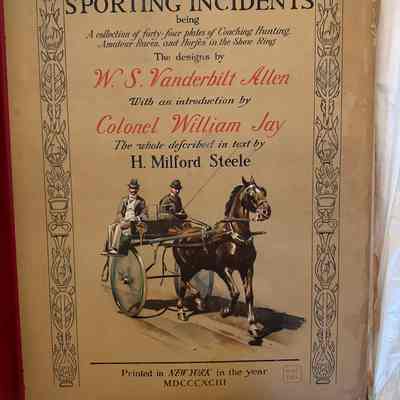 SPORTING INCIDENTS
being
A collection of forty-four plates of Coaching Hunting,
Amateur Races, and Horses in the Show Ring
The designs by
W. S. Vanderbilt Allen
With an introduction by
Colonel William Jay
The whole described in text by
H. Milford Steele
Printed in NEW YORK in the year
MDCCCXCIII